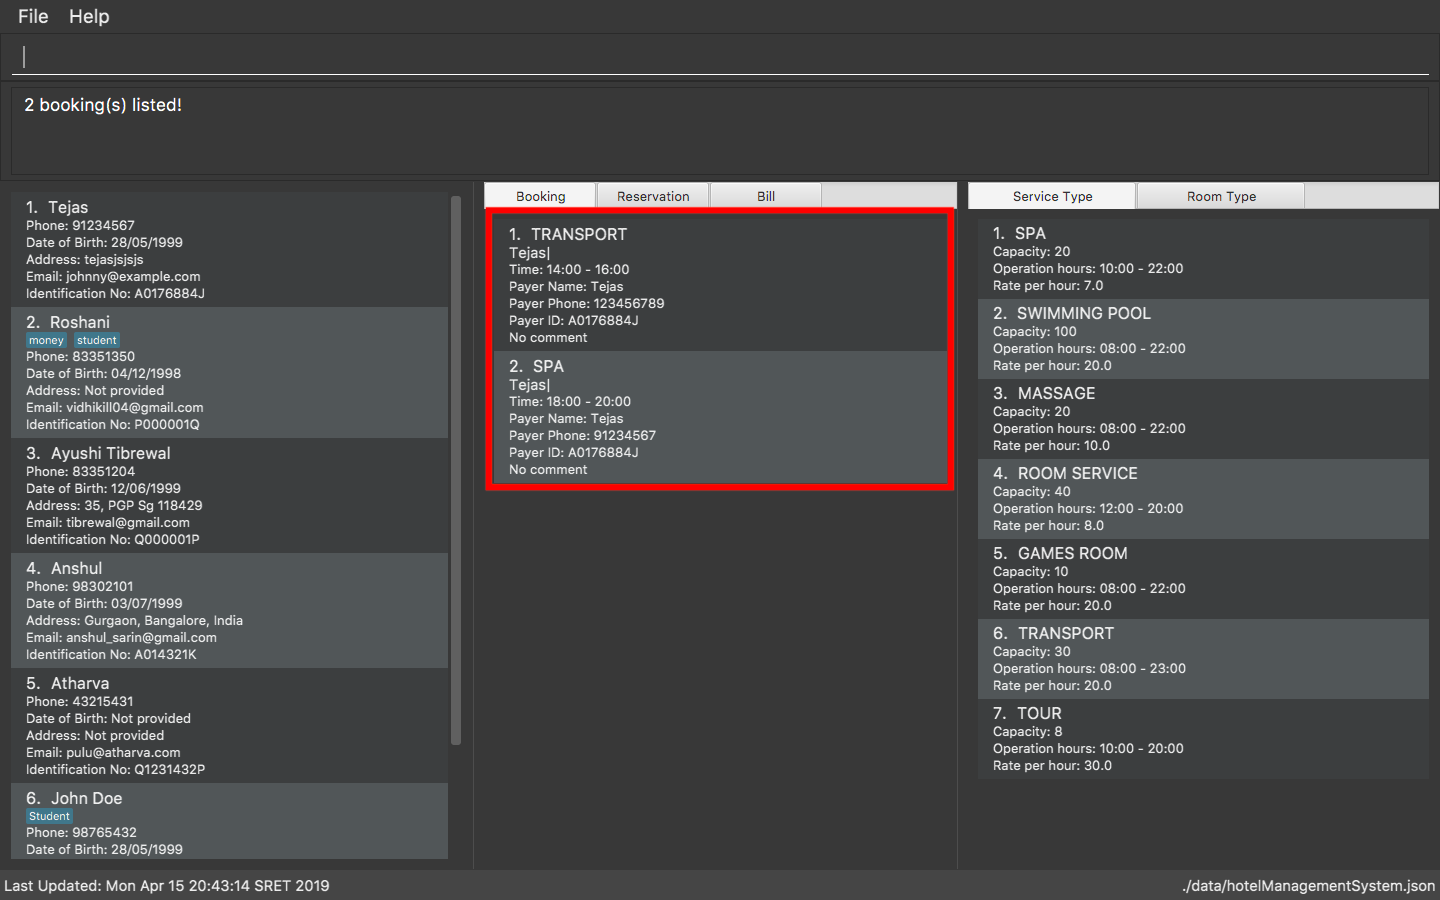 File Help
2 booking(s) listed!
1. Tejas
Phone: 91234567
Date of Birth: 28/05/1999
Address: tejasjsjsjs
Email: johnny@example.com
Identification No: A0176884J
2. Roshani
money student
Phone: 83351350
Date of Birth: 04/12/1998
Address: Not provided
Email: vidhikill04@gmail.com
Identification No: P000001Q
3. Ayushi Tibrewal
Phone: 83351204
Date of Birth: 12/06/1999
Address: 35, PGP Sg 118429
Email: tibrewal@gmail.com
Identification No: Q000001P
4. Anshul
Phone: 98302101
Date of Birth: 03/07/1999
Address: Gurgaon, Bangalore, India
Email: anshul_sarin@gmail.com
Identification No: A014321K
5. Atharva
Phone: 43215431
Date of Birth: Not provided
Address: Not provided
Email: pulu@atharva.com
Identification No: Q1231432P
6. John Doe
Student
Phone: 98765432
Date of Birth: 28/05/1999
Booking Reservation Bill
1. TRANSPORT
Tejas|
Time: 14:00 - 16:00
Payer Name: Tejas
Payer Phone: 123456789
Payer ID: A0176884J
No comment
2. SPA
Tejas|
Time: 18:00 - 20:00
Payer Name: Tejas
Payer Phone: 91234567
Payer ID: A0176884J
No comment
Service Type Room Type
1. SPA
Capacity: 20
Operation hours: 10:00 - 22:00
Rate per hour: 7.0
2. SWIMMING POOL
Capacity: 100
Operation hours: 08:00 - 22:00
Rate per hour: 20.0
3. MASSAGE
Capacity: 20
Operation hours: 08:00 - 22:00
Rate per hour: 10.0
4. ROOM SERVICE
Capacity: 40
Operation hours: 12:00 - 20:00
Rate per hour: 8.0
5. GAMES ROOM
Capacity: 10
Operation hours: 08:00 - 22:00
Rate per hour: 20.0
6. TRANSPORT
Capacity: 30
Operation hours: 08:00 - 23:00
Rate per hour: 20.0
7. TOUR
Capacity: 8
Operation hours: 10:00 - 20:00
Rate per hour: 30.0
Last Updated: Mon Apr 15 20:43:14 SRET 2019
./data/hotelManagementSystem.json